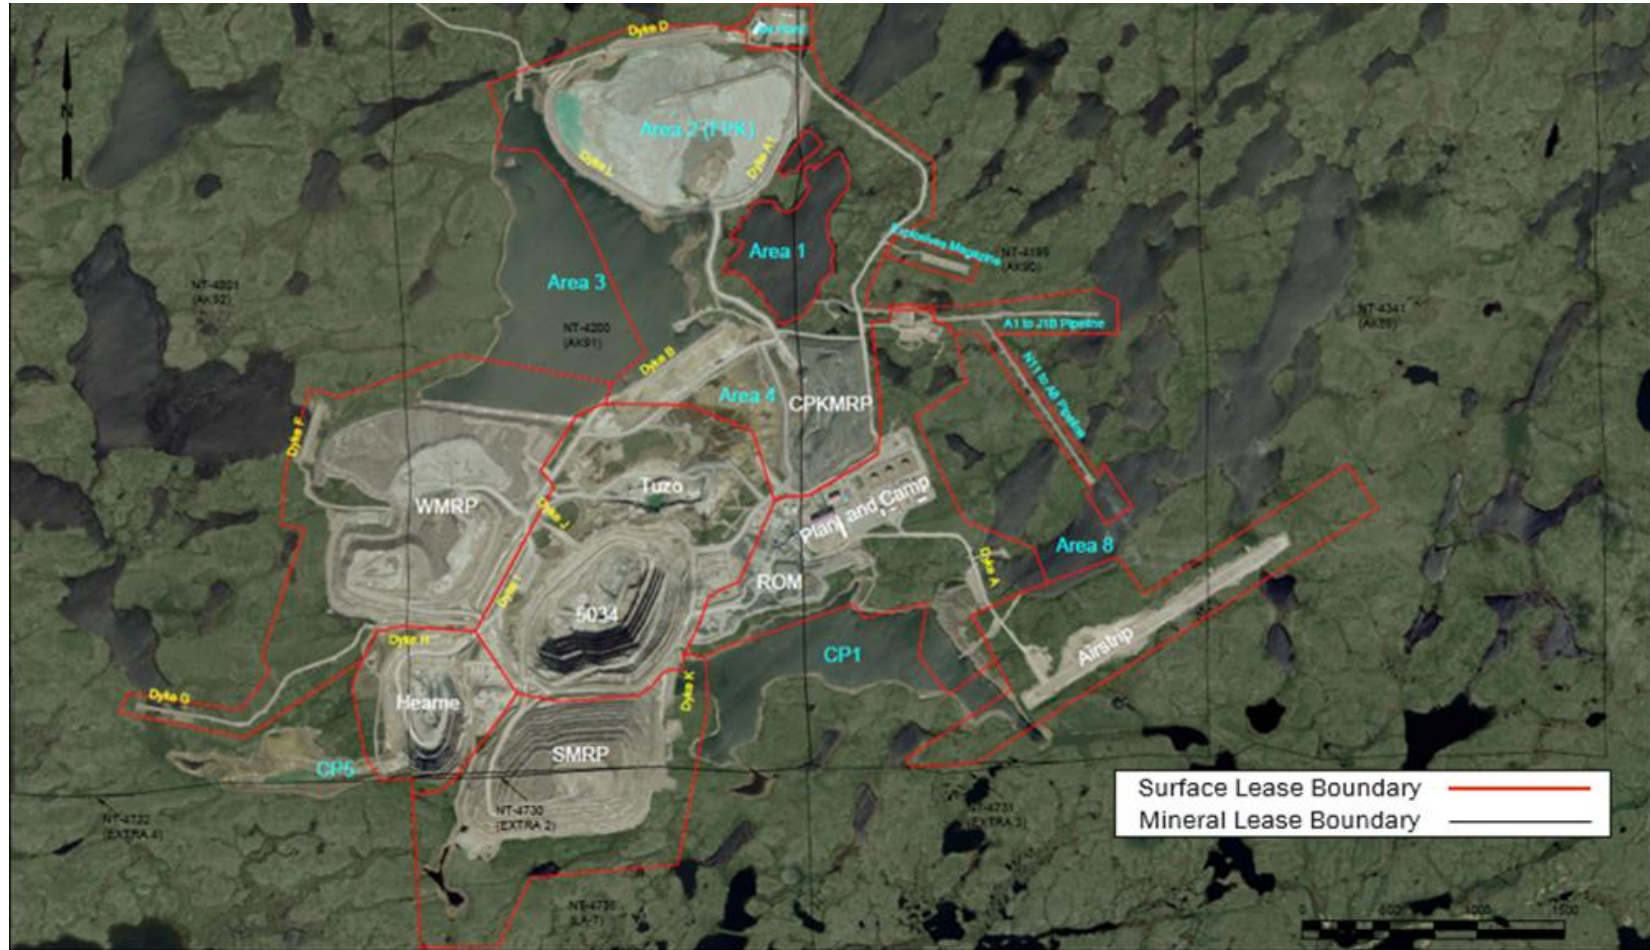 Dyke D
N
Area 2 (FPK)
Dyke L
Dyke A1
Area 1
Explosives Magazine
NT-4199
(AK90)
Area 3
NT-4801
(AK92)
NT-4200
(AK91)
NT-4341
(AK89)
A1 to J1B Pipeline
Dyke B
N11 to A8 Pipeline
Area 4
CPKMRP
Dyke F
Tuzo
WMRP
Plant and Camp
Dyke J
Area 8
Dyke A
ROM
Dyke I
5034
Dyke H
CP1
Airstrip
Dyke K
Dyke G
Hearne
SMRP
CP5
Surface Lease Boundary
Mineral Lease Boundary
NT-4730
(EXTRA 2)
NT-4731
(EXTRA 3)
NT-4732
(EXTRA 4)
(LA-7)
0
1000
1500